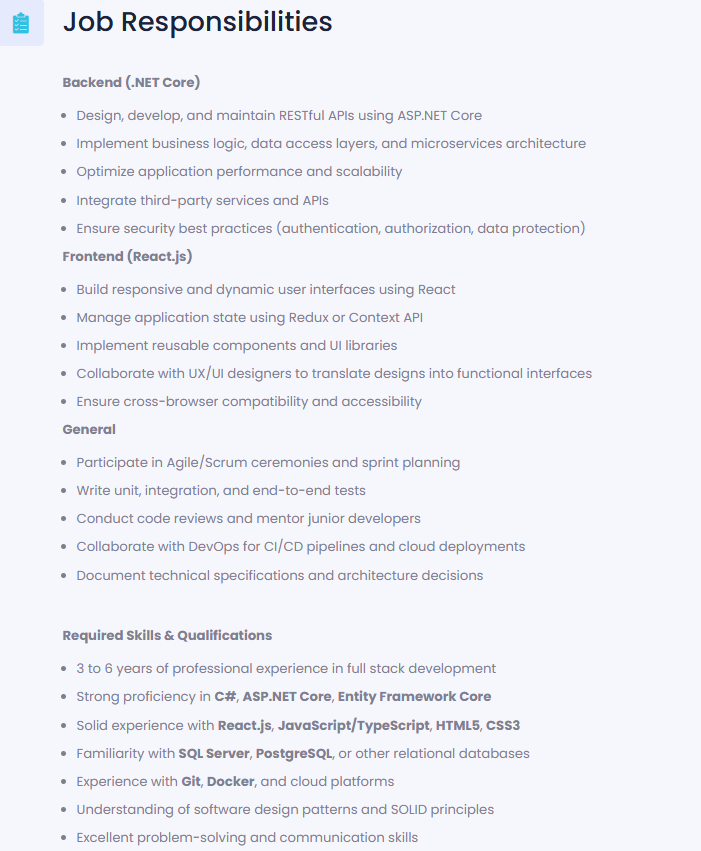 Job Responsibilities
Backend (.NET Core)
Design, develop, and maintain RESTful APIs using ASP.NET Core
Implement business logic, data access layers, and microservices architecture
Optimize application performance and scalability
Integrate third-party services and APIs
Ensure security best practices (authentication, authorization, data protection)
Frontend (React.js)
Build responsive and dynamic user interfaces using React
Manage application state using Redux or Context API
Implement reusable components and UI libraries
Collaborate with UX/UI designers to translate designs into functional interfaces
Ensure cross-browser compatibility and accessibility
General
Participate in Agile/Scrum ceremonies and sprint planning
Write unit, integration, and end-to-end tests
Conduct code reviews and mentor junior developers
Collaborate with DevOps for CI/CD pipelines and cloud deployments
Document technical specifications and architecture decisions
Required Skills & Qualifications
3 to 6 years of professional experience in full stack development
Strong proficiency in C#, ASP.NET Core, Entity Framework Core
Solid experience with React.js, JavaScript/TypeScript, HTML5, CSS3
Familiarity with SQL Server, PostgreSQL, or other relational databases
Experience with Git, Docker, and cloud platforms
Understanding of software design patterns and SOLID principles
Excellent problem-solving and communication skills